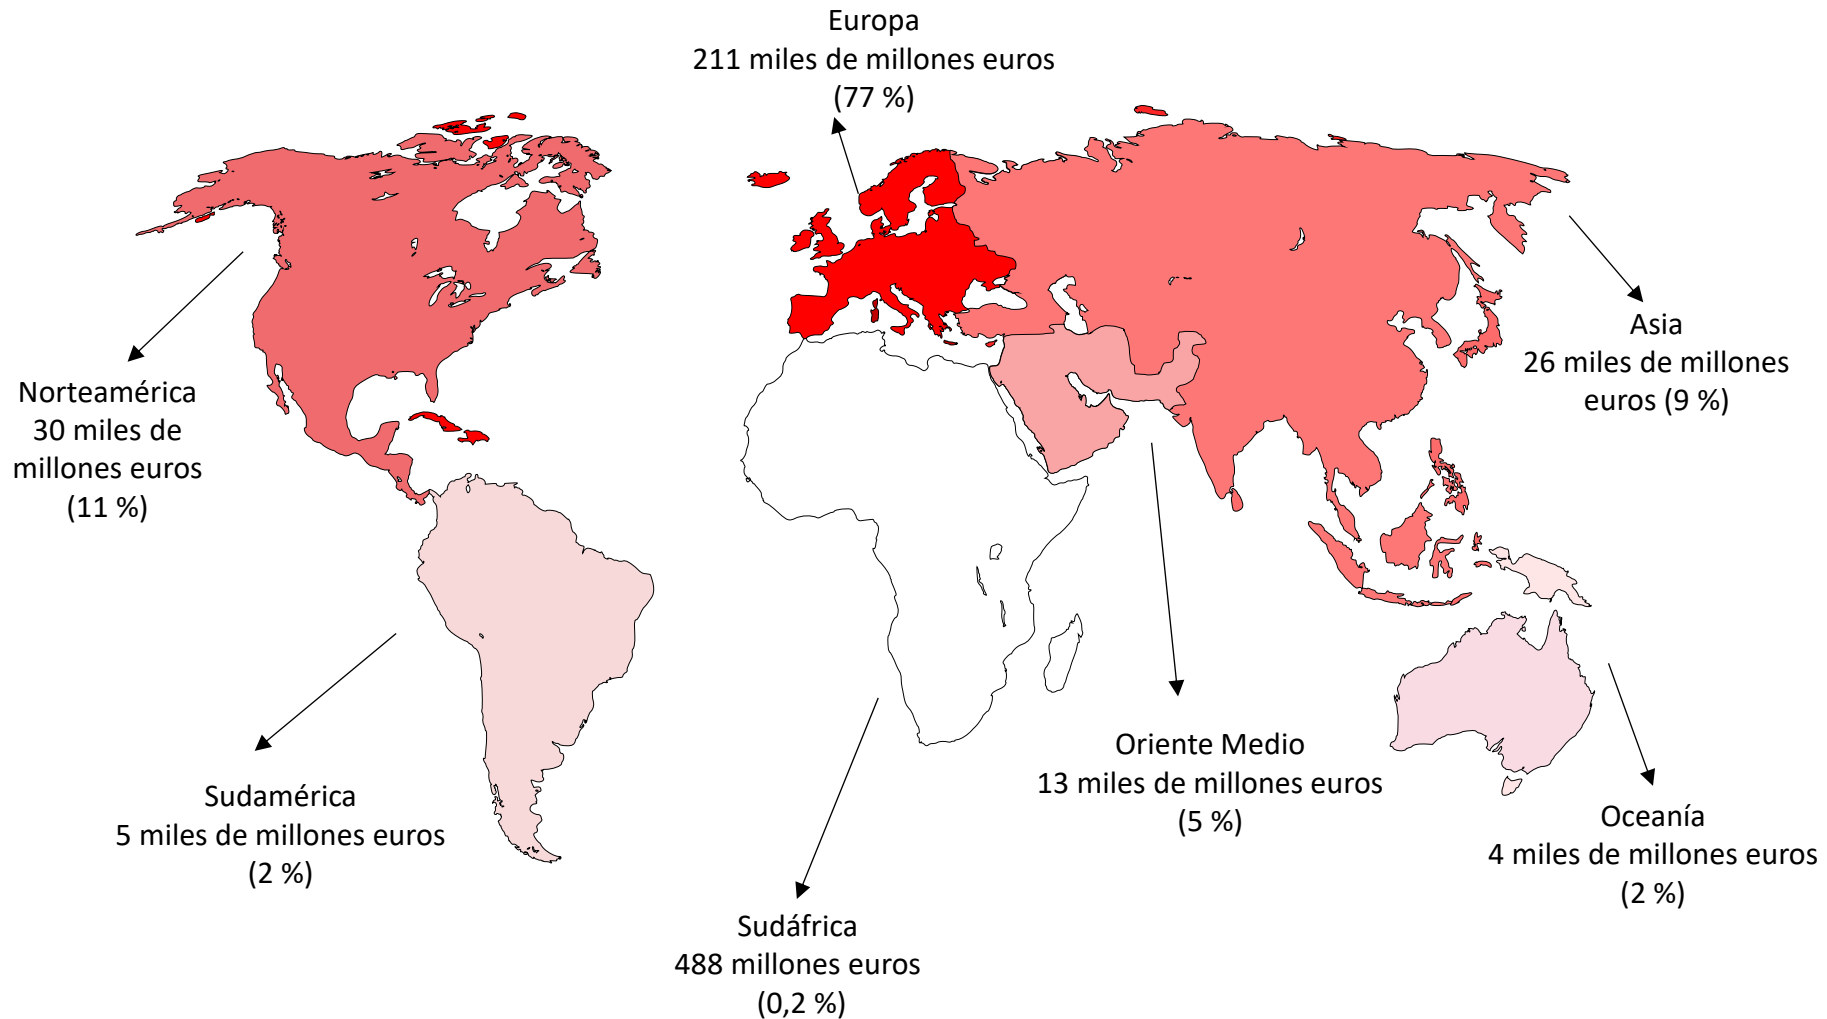 Europa
211 miles de millones euros
(77 %)
Asia
26 miles de millones
euros (9 %)
Norteamérica
30 miles de
millones euros
(11 %)
Oriente Medio
13 miles de millones euros
(5 %)
Sudamérica
5 miles de millones euros
(2 %)
Oceanía
4 miles de millones euros
(2 %)
Sudáfrica
488 millones euros
(0,2 %)